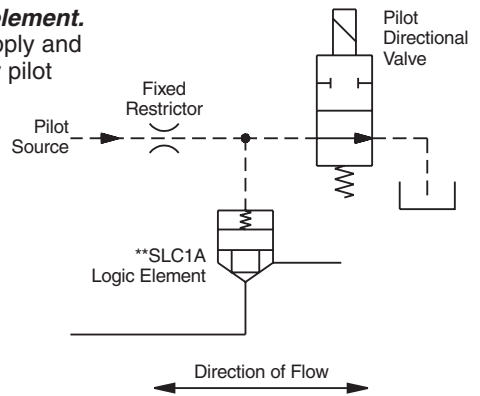 element.
pply and
pilot
Pilot
Directional
Valve
Fixed
Restrictor
Pilot
Source
**SLC1A
Logic Element
Direction of Flow